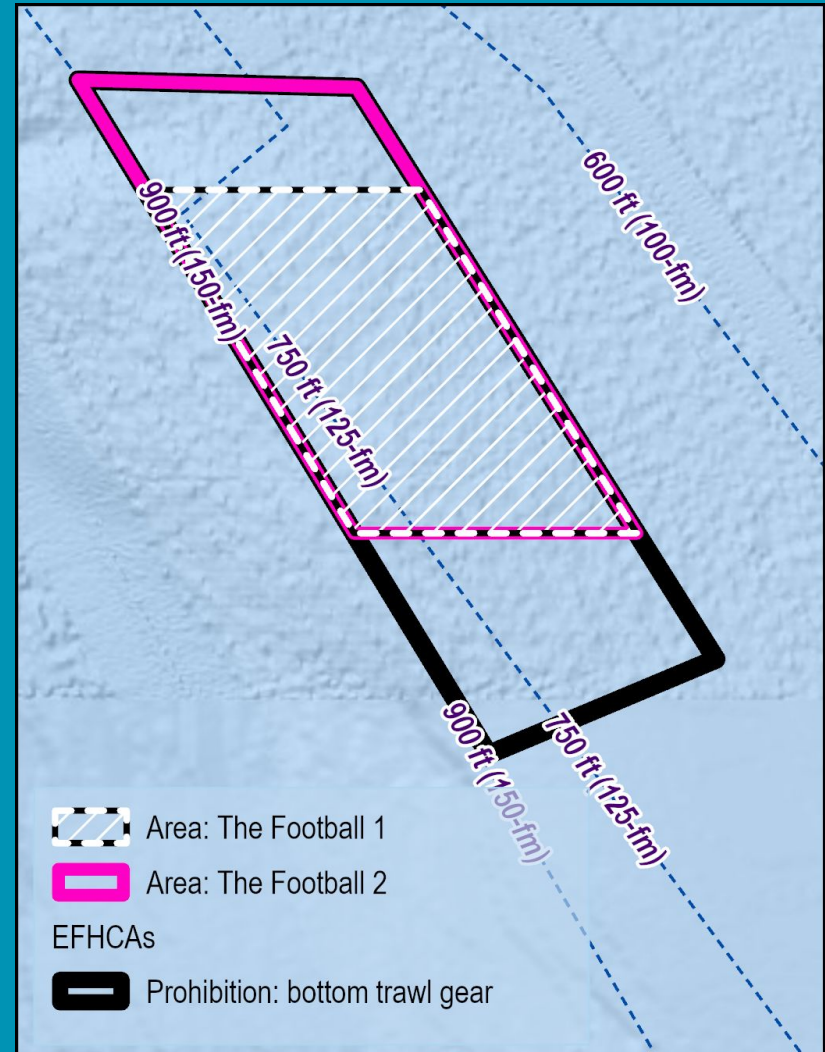 600 ft (100-fm)
900 ft (150-fm)
750 ft (125-fm)
900 ft (150-fm)
750 ft (125-fm)
Area: The Football 1
Area: The Football 2
EFHCAs
Prohibition: bottom trawl gear